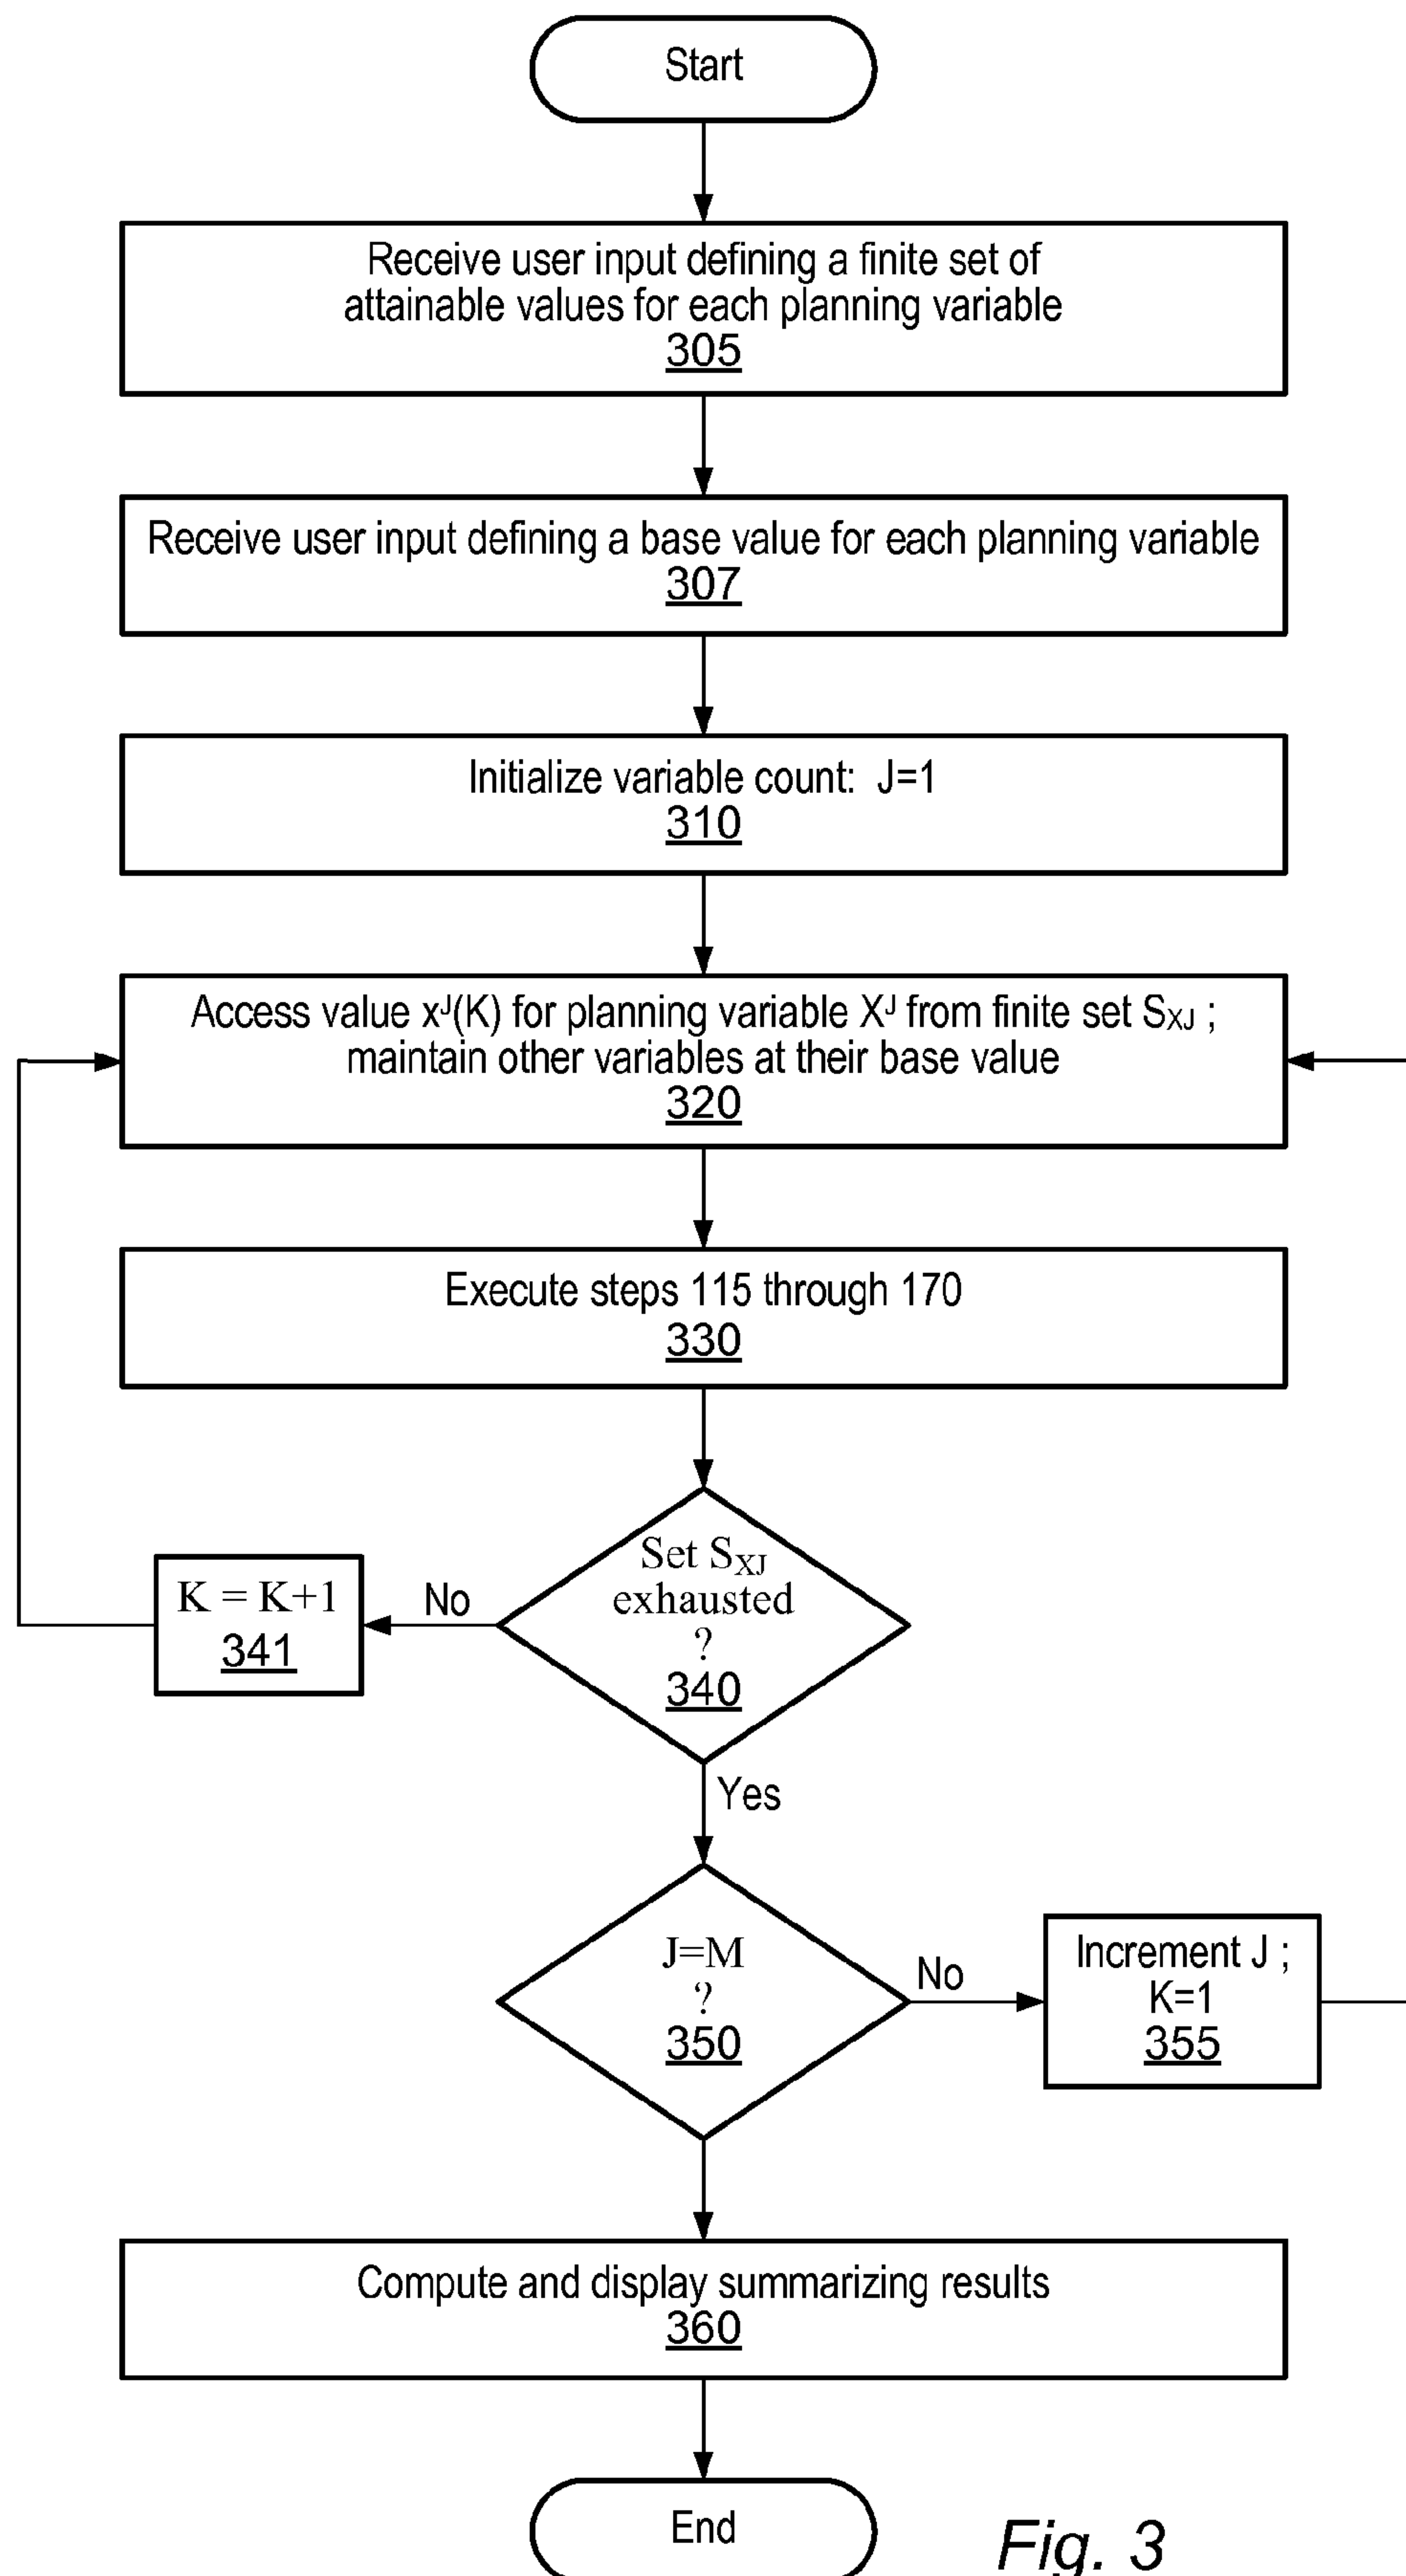 Start
Receive user input defining a finite set of
attainable values for each planning variable
305
Receive user input defining a base value for each planning variable
307
Initialize variable count: J=1
310
Access value xᴶ(K) for planning variable Xᴶ from finite set S_XJ ;
maintain other variables at their base value
320
Execute steps 115 through 170
330
Set S_XJ
exhausted
?
340
No
K = K+1
341
Yes
J=M
?
350
No
Increment J ;
K=1
355
Compute and display summarizing results
360
End
Fig. 3